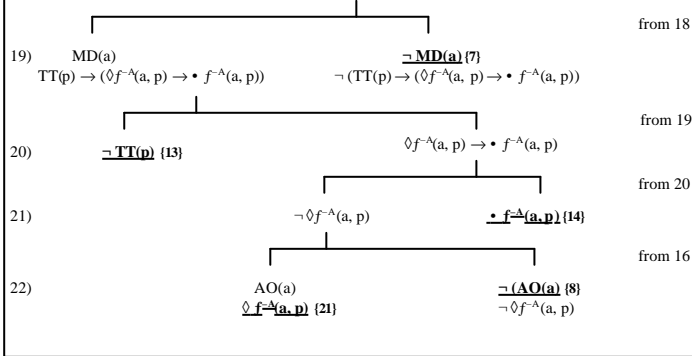 from 18
19) MD(a) ¬ MD(a) {7}
TT(p) → (◊f⁻ᴬ(a, p) → • f⁻ᴬ(a, p)) ¬ (TT(p) → (◊f⁻ᴬ(a, p) → • f⁻ᴬ(a, p))
from 19
20) ¬ TT(p) {13} ◊f⁻ᴬ(a, p) → • f⁻ᴬ(a, p)
from 20
21) ¬ ◊f⁻ᴬ(a, p) • f⁻ᴬ(a, p) {14}
from 16
22) AO(a) ¬ (AO(a) {8}
◊ f⁻ᴬ(a, p) {21} ¬ ◊f⁻ᴬ(a, p)